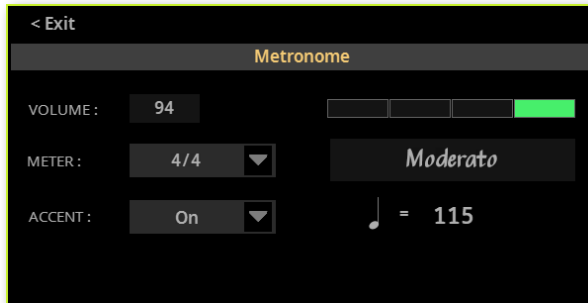 < Exit
Metronome
VOLUME : 94
METER : 4/4 Moderato
ACCENT : On = 115